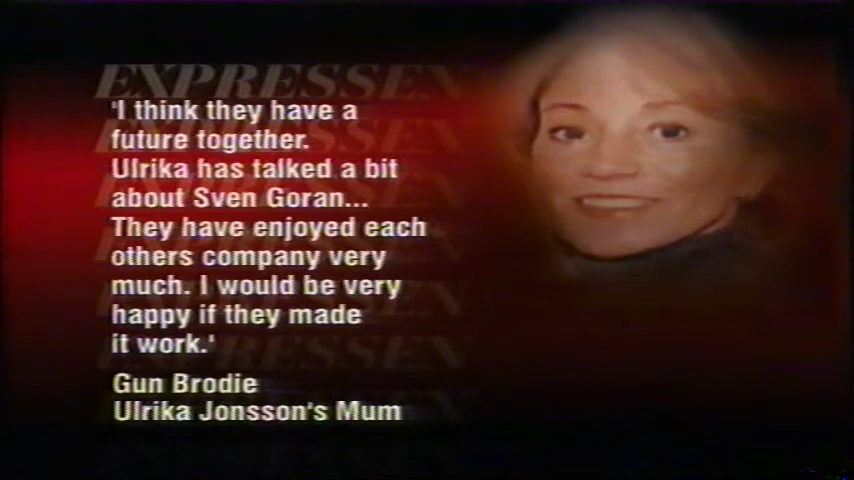 EXPRESSEN
'I think they have a
future together.
Ulrika has talked a bit
about Sven Goran...
They have enjoyed each
others company very
much. I would be very
happy if they made
it work.'
Gun Brodie
Ulrika Jonsson's Mum